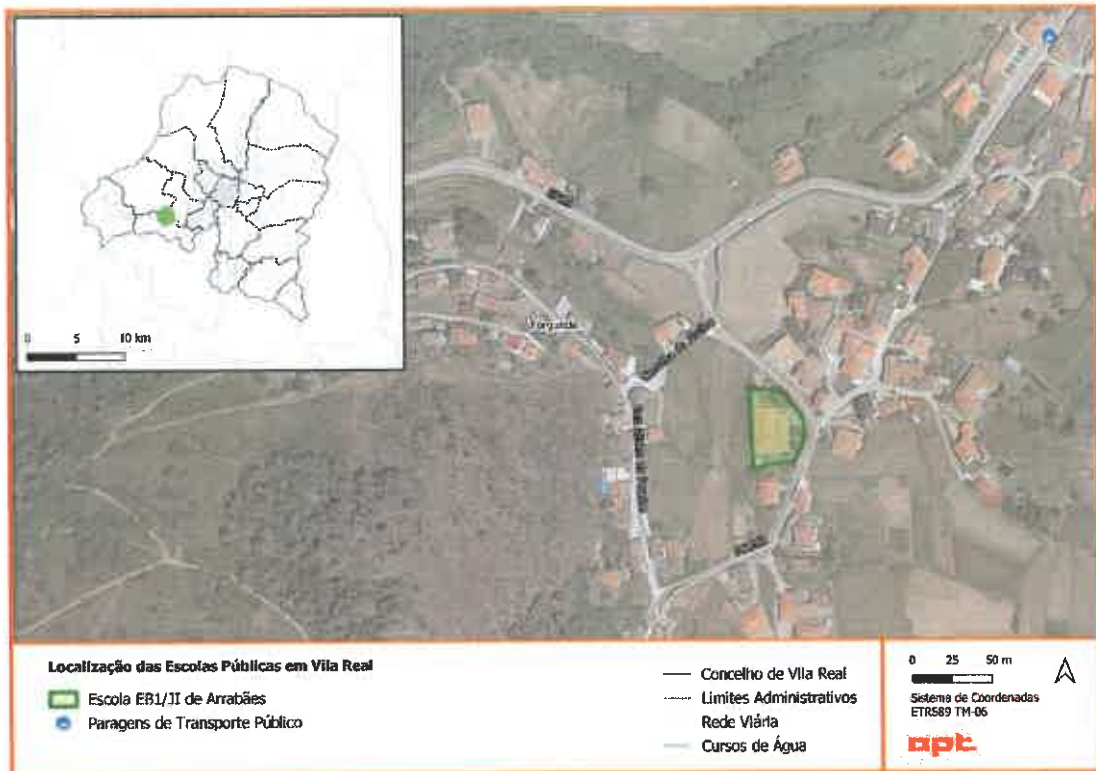 0 5 10 km
Localização das Escolas Públicas em Vila Real
Escola EB1/JI de Arrabães
Paragens de Transporte Público
Concelho de Vila Real
Limites Administrativos
Rede Viária
Cursos de Água
0 25 50 m
Sistema de Coordenadas
ETRS89 TM-06
apt